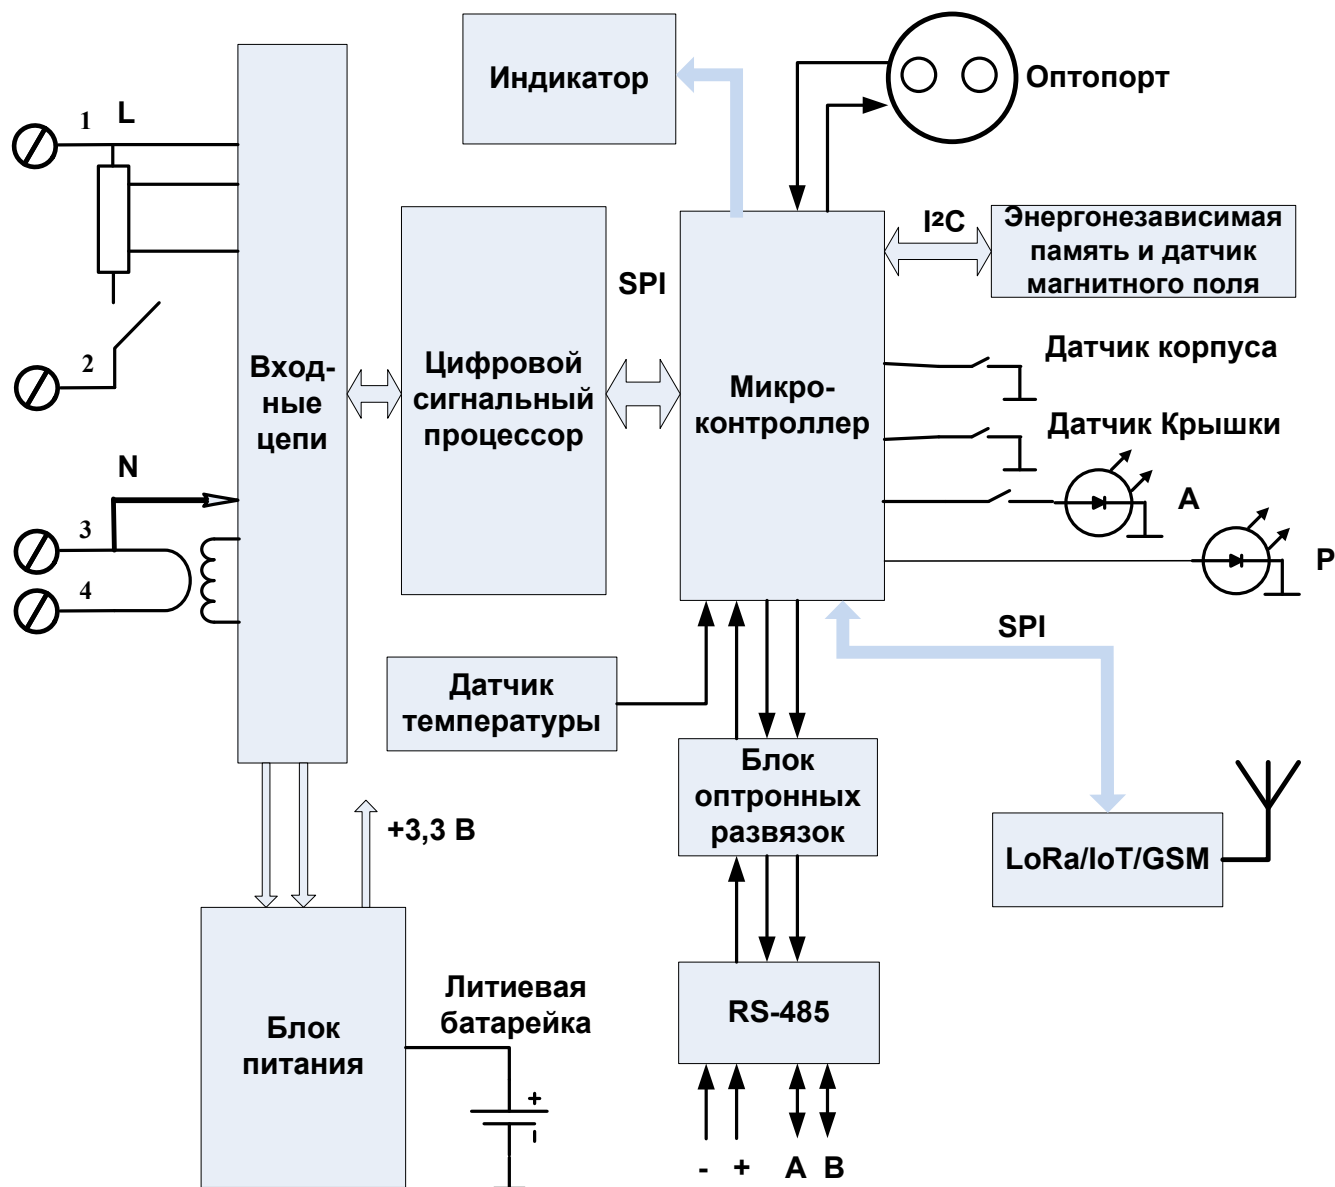 Индикатор
Оптопорт
1
L
I²C
Энергонезависимая
память и датчик
магнитного поля
SPI
2
Вход-
ные
цепи
Цифровой
сигнальный
процессор
Микро-
контроллер
Датчик корпуса
Датчик Крышки
A
P
N
3
4
SPI
Датчик
температуры
Блок
оптронных
развязок
+3,3 В
LoRa/IoT/GSM
Литиевая
батарейка
RS-485
Блок
питания
+
-
- + A B